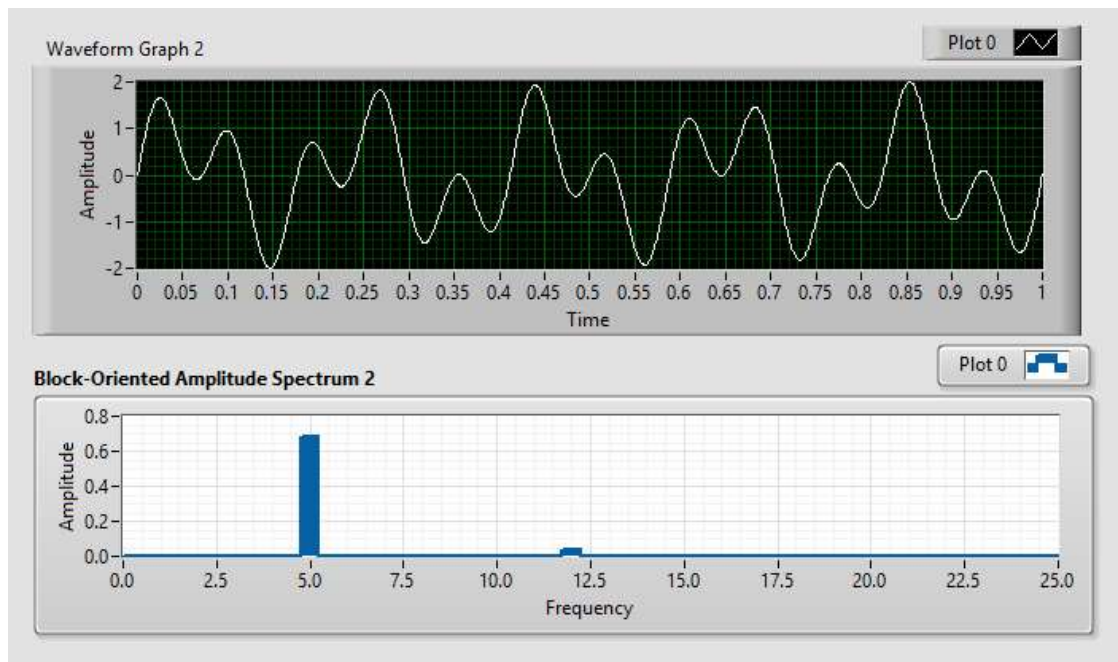 Waveform Graph 2
Plot 0
Amplitude
2
1
0
-1
-2
0 0.05 0.1 0.15 0.2 0.25 0.3 0.35 0.4 0.45 0.5 0.55 0.6 0.65 0.7 0.75 0.8 0.85 0.9 0.95 1
Time
Block-Oriented Amplitude Spectrum 2
Plot 0
Amplitude
0.8
0.6
0.4
0.2
0.0
0.0 2.5 5.0 7.5 10.0 12.5 15.0 17.5 20.0 22.5 25.0
Frequency